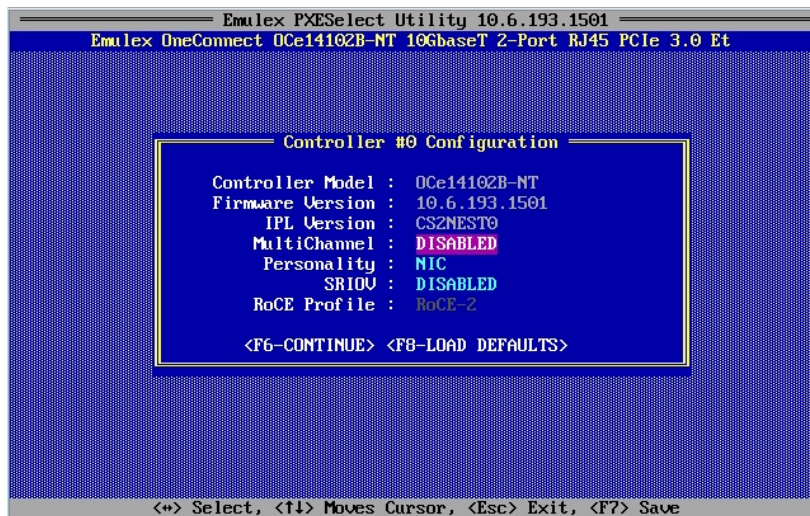 Emulex PXESelect Utility 10.6.193.1501
Emulex OneConnect OCe14102B-NT 10GbaseT 2-Port RJ45 PCIe 3.0 Et
Controller #0 Configuration
Controller Model : OCe14102B-NT
Firmware Version : 10.6.193.1501
IPL Version : CS2NEST0
MultiChannel : DISABLED
Personality : NIC
SRIOV : DISABLED
RoCE Profile : RoCE-2
<F6-CONTINUE> <F8-LOAD DEFAULTS>
<↔> Select, <↑↓> Moves Cursor, <Esc> Exit, <F7> Save